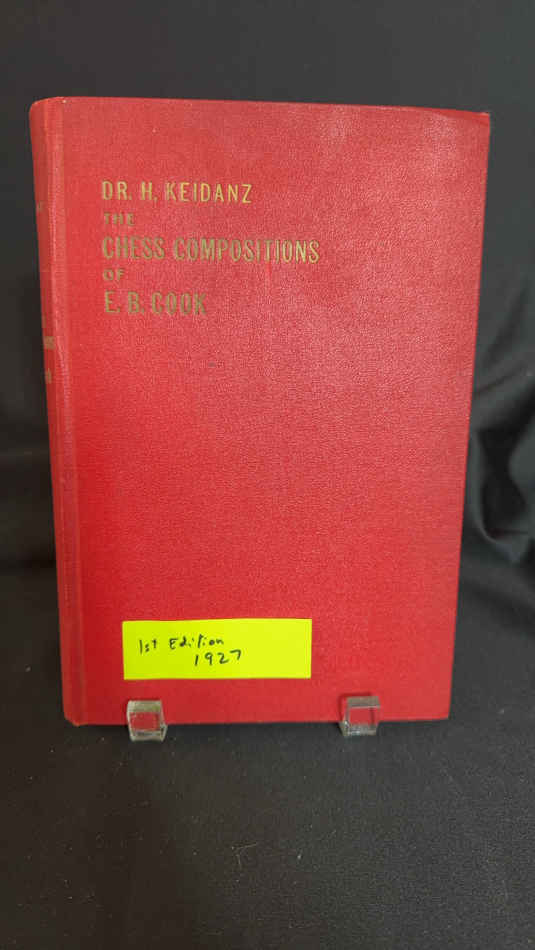 DR. H. KEIDANZ
THE
CHESS COMPOSITIONS
OF
E. B. COOK
1st Edition
1927